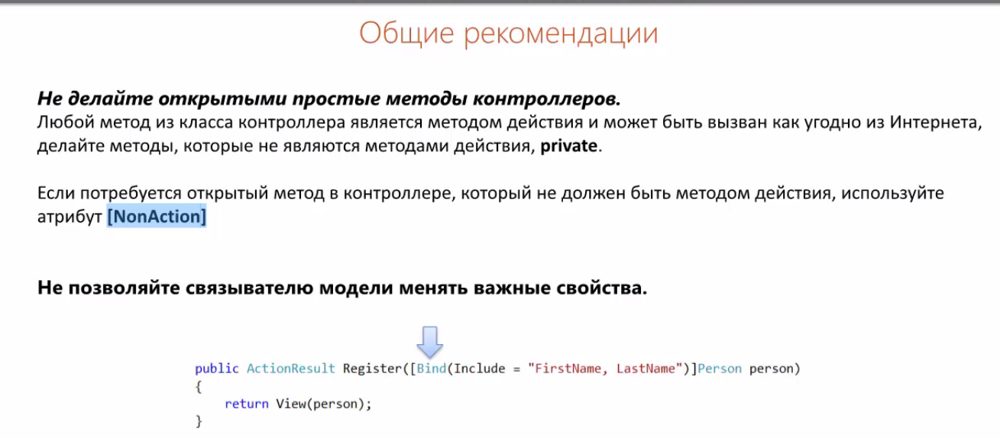 Общие рекомендации
Не делайте открытыми простые методы контроллеров.
Любой метод из класса контроллера является методом действия и может быть вызван как угодно из Интернета,
делайте методы, которые не являются методами действия, private.
Если потребуется открытый метод в контроллере, который не должен быть методом действия, используйте
атрибут [NonAction]
Не позволяйте связывателю модели менять важные свойства.
public ActionResult Register([Bind(Include = "FirstName, LastName")]Person person)
{
return View(person);
}